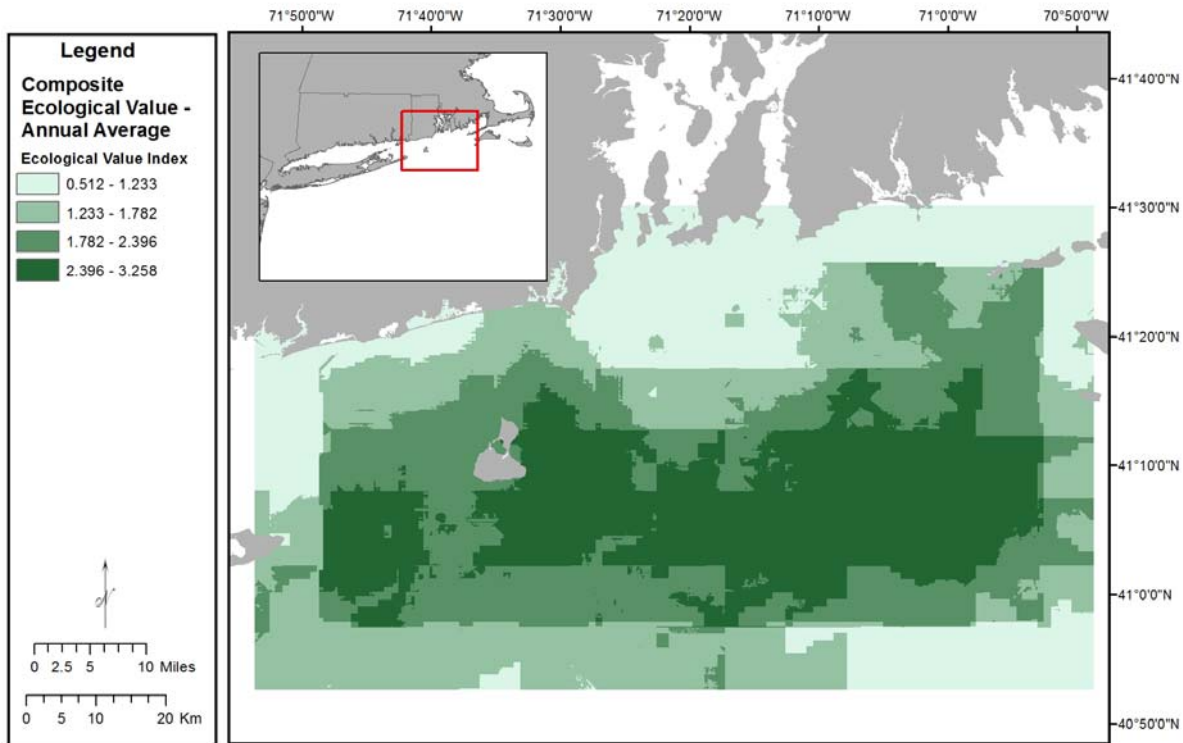 71°50'0"W 71°40'0"W 71°30'0"W 71°20'0"W 71°10'0"W 71°0'0"W 70°50'0"W
Legend
Composite
Ecological Value -
Annual Average
Ecological Value Index
0.512 - 1.233
1.233 - 1.782
1.782 - 2.396
2.396 - 3.258
N
0 2.5 5 10 Miles
0 5 10 20 Km
41°40'0"N
41°30'0"N
41°20'0"N
41°10'0"N
41°0'0"N
40°50'0"N